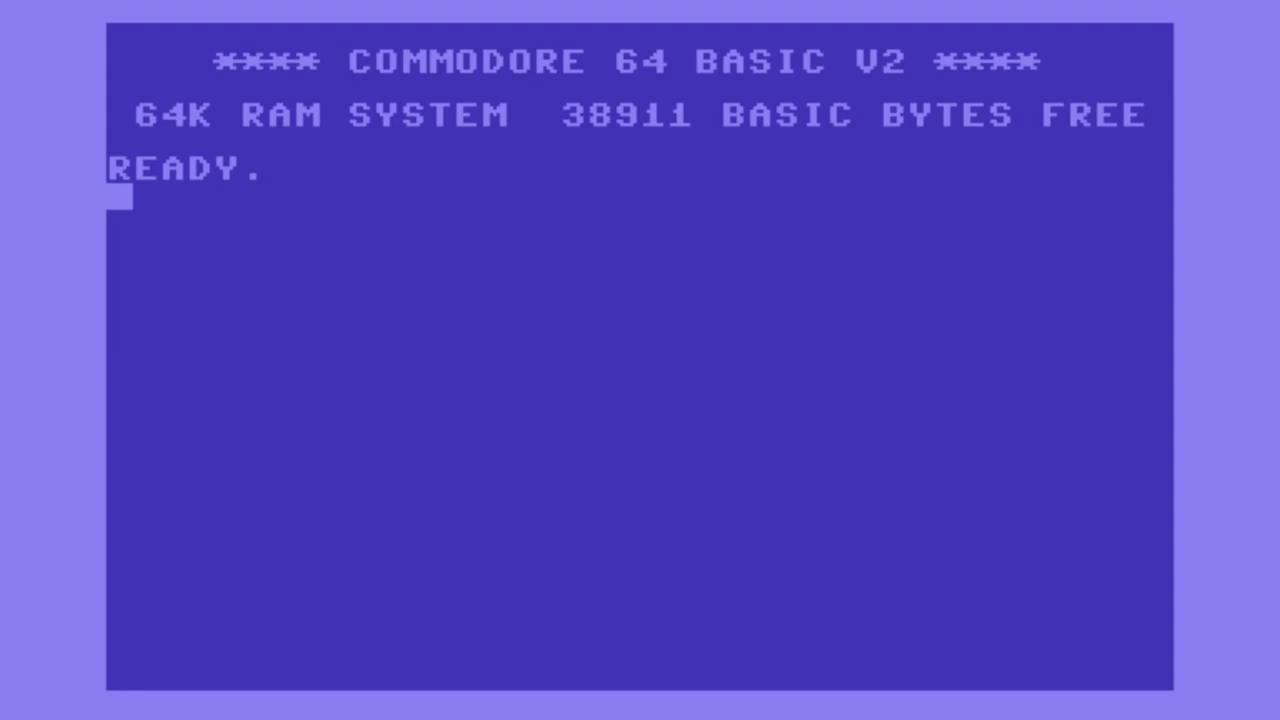 **** COMMODORE 64 BASIC V2 ****
64K RAM SYSTEM  38911 BASIC BYTES FREE
READY.